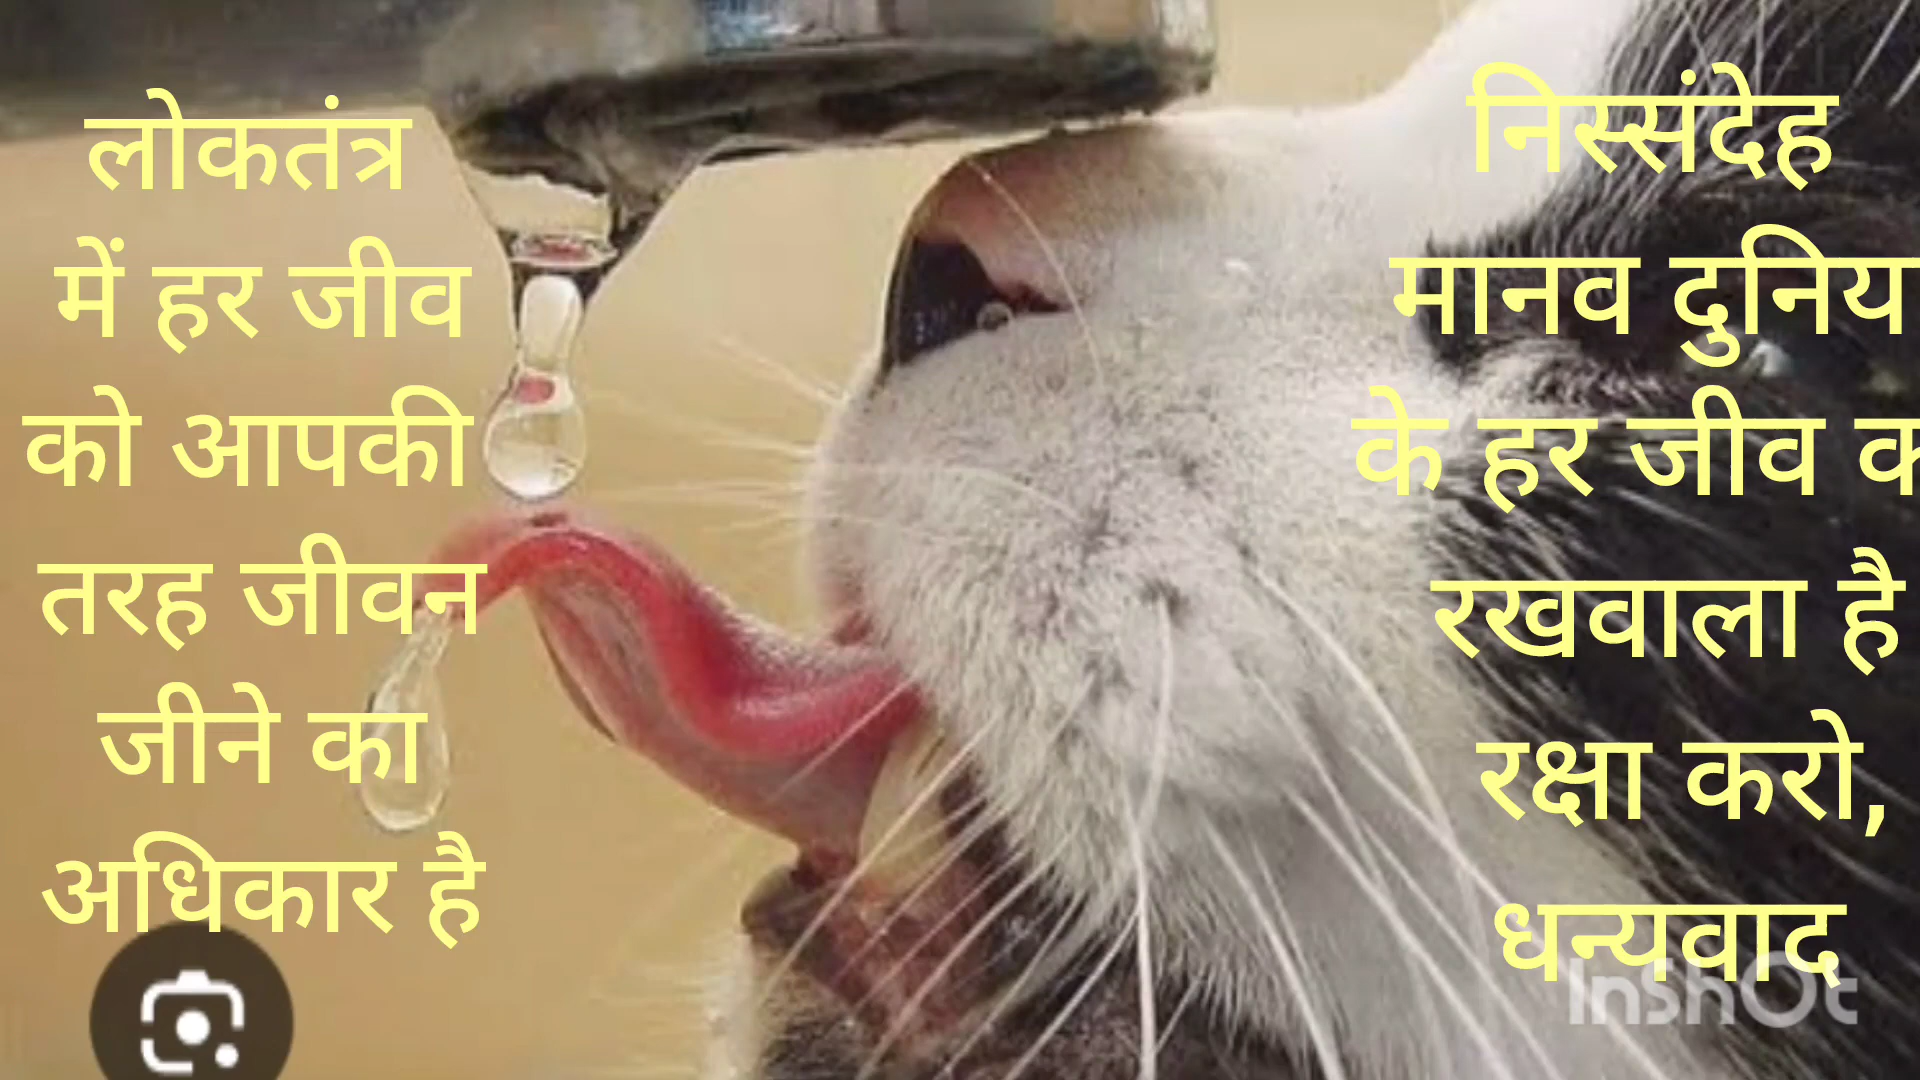 लोकतंत्र
में हर जीव
को आपकी
तरह जीवन
जीने का
अधिकार है
निस्संदेह
मानव दुनिय
के हर जीव क
रखवाला है
रक्षा करो,
धन्यवाद
InShOt